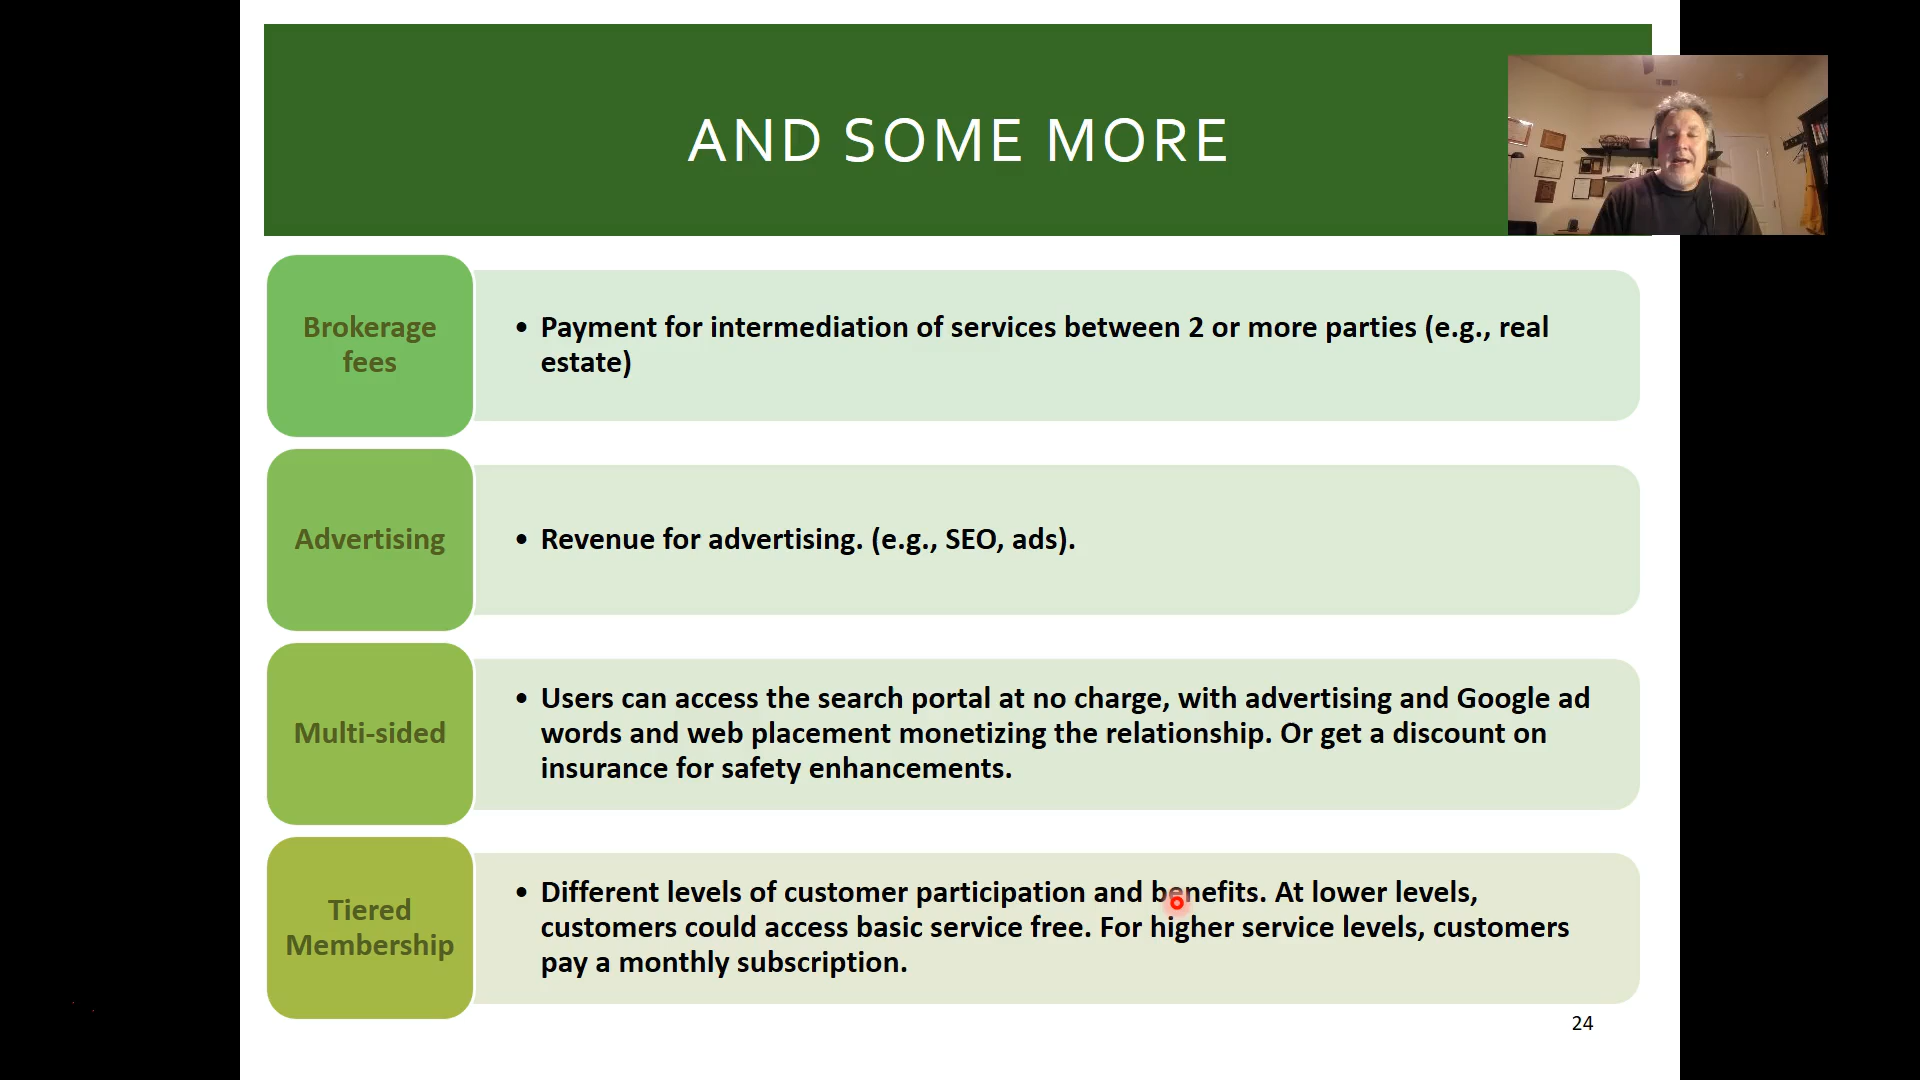 AND SOME MORE
Brokerage
fees
• Payment for intermediation of services between 2 or more parties (e.g., real
estate)
Advertising
• Revenue for advertising. (e.g., SEO, ads).
Multi-sided
• Users can access the search portal at no charge, with advertising and Google ad
words and web placement monetizing the relationship. Or get a discount on
insurance for safety enhancements.
Tiered
Membership
• Different levels of customer participation and benefits. At lower levels,
customers could access basic service free. For higher service levels, customers
pay a monthly subscription.
24